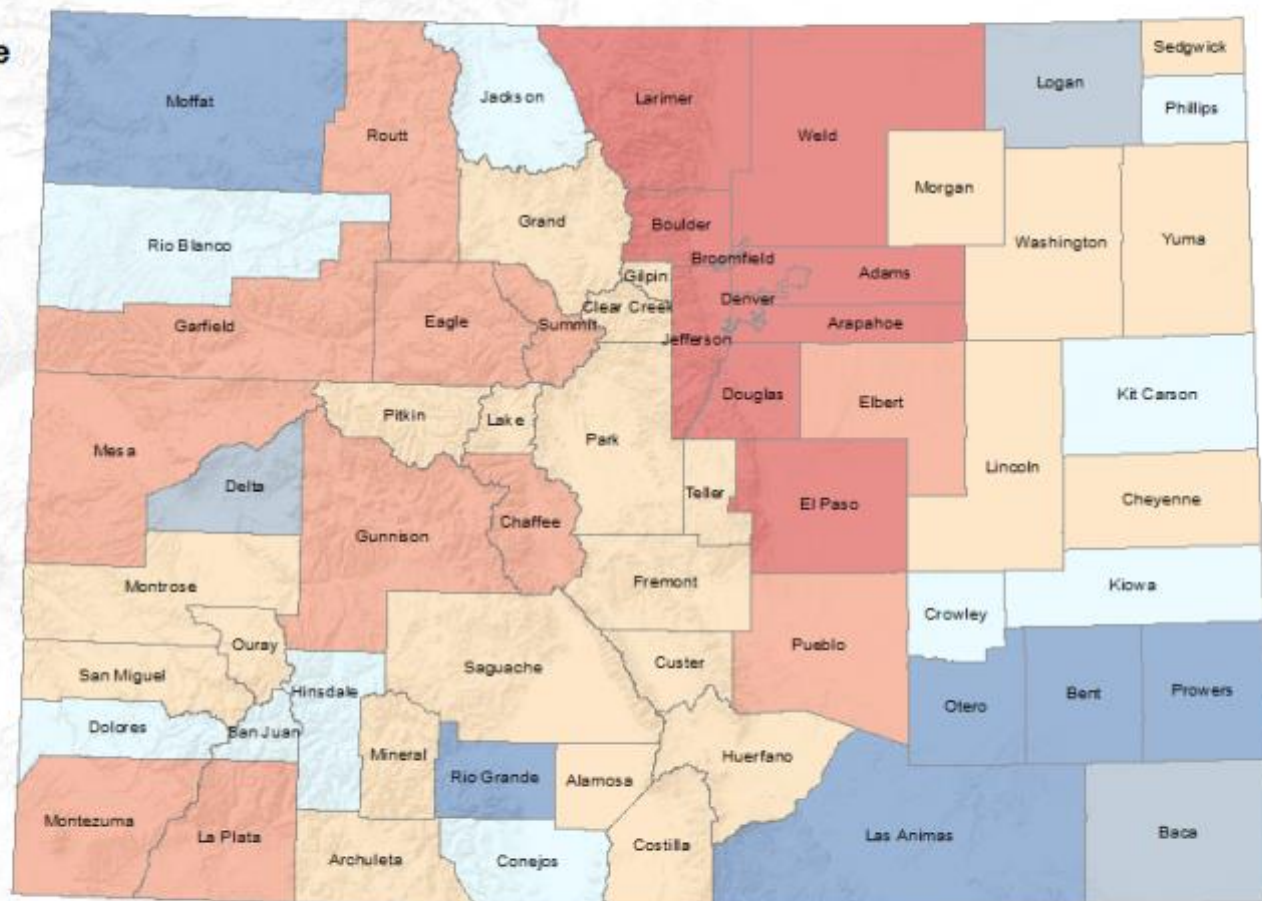 e
Sedgwick
Moffat
Jackson
Larimer
Logan
Phillips
Routt
Weld
Morgan
Grand
Boulder
Rio Blanco
Washington
Yuma
Broomfield
Gilpin
Adams
Denver
Clear Creek
Garfield
Eagle
Summit
Arapahoe
Jefferson
Douglas
Kit Carson
Elbert
Pitkin
Lake
Park
Mesa
Lincoln
Delta
Teller
Cheyenne
El Paso
Chaffee
Gunnison
Fremont
Montrose
Kiowa
Crowley
Ouray
Pueblo
Saguache
Custer
San Miguel
Hinsdale
Prowers
Bent
Otero
Dolores
San Juan
Mineral
Huerfano
Rio Grande
Alamosa
Montezuma
La Plata
Las Animas
Baca
Costilla
Archuleta
Conejos